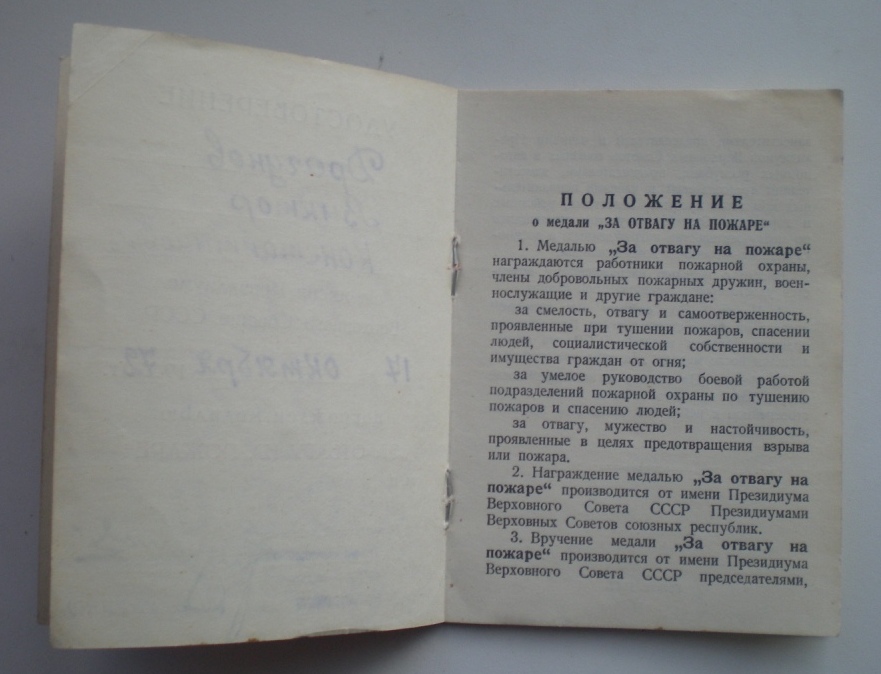 УДОСТОВЕРЕНИЕ
Виктор
14 октября 72
ПОЛОЖЕНИЕ
о медали „ЗА ОТВАГУ НА ПОЖАРЕ“
1. Медалью „За отвагу на пожаре“
награждаются работники пожарной охраны,
члены добровольных пожарных дружин, воен-
нослужащие и другие граждане:
за смелость, отвагу и самоотверженность,
проявленные при тушении пожаров, спасении
людей, социалистической собственности и
имущества граждан от огня;
за умелое руководство боевой работой
подразделений пожарной охраны по тушению
пожаров и спасению людей;
за отвагу, мужество и настойчивость,
проявленные в целях предотвращения взрыва
или пожара.
2. Награждение медалью „За отвагу на
пожаре“ производится от имени Президиума
Верховного Совета СССР Президиумами
Верховных Советов союзных республик.
3. Вручение медали „За отвагу на
пожаре“ производится от имени Президиума
Верховного Совета СССР председателями,